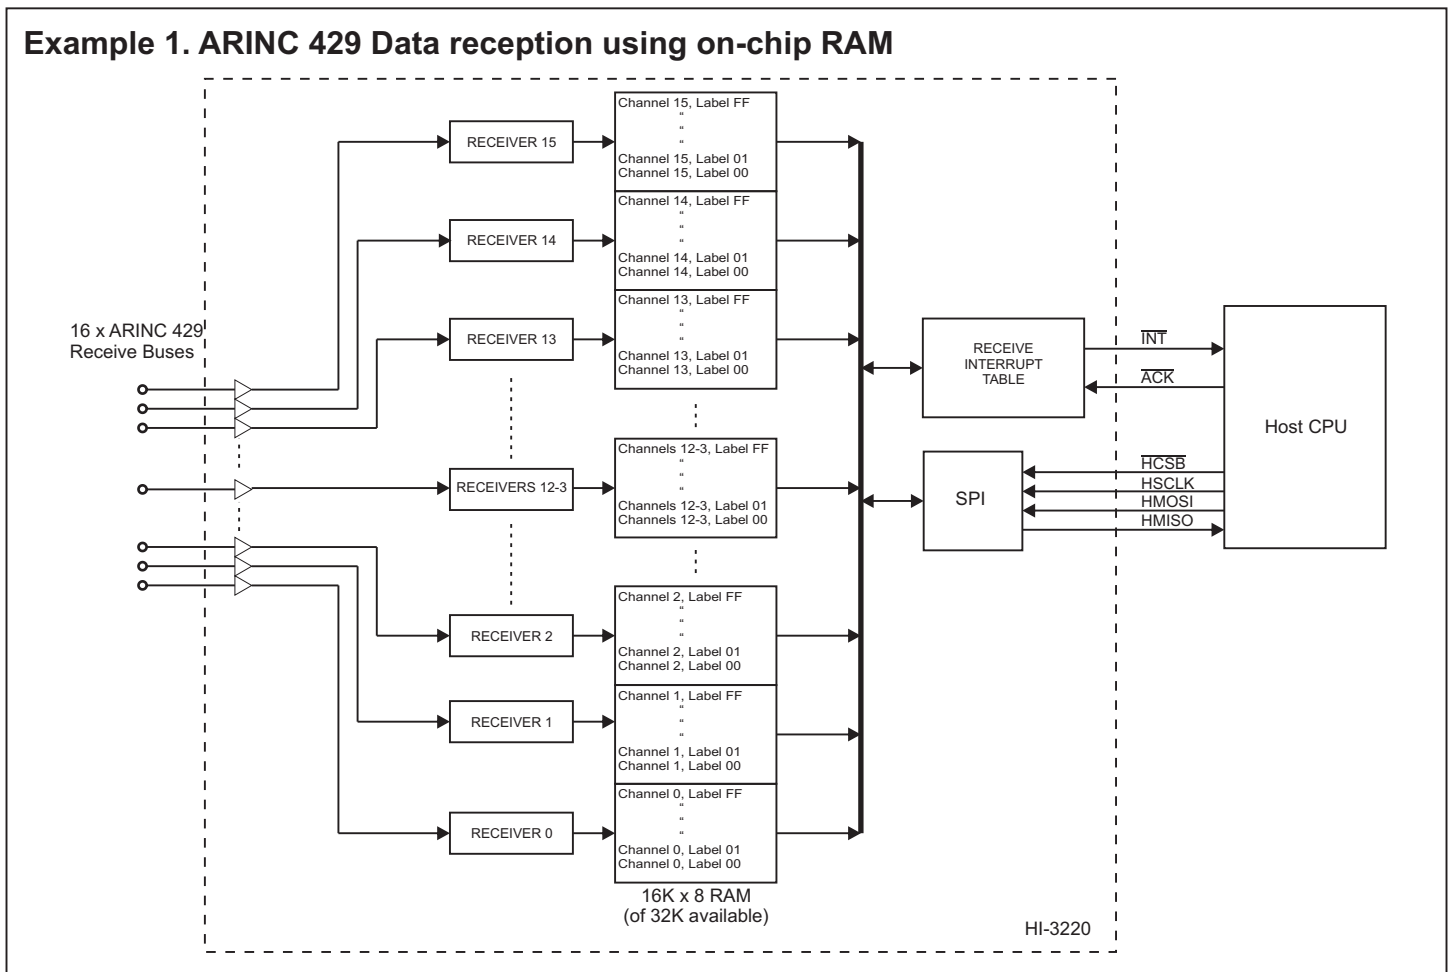 Example 1. ARINC 429 Data reception using on-chip RAM
16 x ARINC 429
Receive Buses
RECEIVER 15
Channel 15, Label FF
“
“
“
Channel 15, Label 01
Channel 15, Label 00
RECEIVER 14
Channel 14, Label FF
“
“
“
Channel 14, Label 01
Channel 14, Label 00
RECEIVER 13
Channel 13, Label FF
“
“
“
Channel 13, Label 01
Channel 13, Label 00
RECEIVERS 12-3
Channels 12-3, Label FF
“
“
“
Channels 12-3, Label 01
Channels 12-3, Label 00
RECEIVER 2
Channel 2, Label FF
“
“
“
Channel 2, Label 01
Channel 2, Label 00
RECEIVER 1
Channel 1, Label FF
“
“
“
Channel 1, Label 01
Channel 1, Label 00
RECEIVER 0
Channel 0, Label FF
“
“
“
Channel 0, Label 01
Channel 0, Label 00
16K x 8 RAM
(of 32K available)
RECEIVE
INTERRUPT
TABLE
SPI
INT
ACK
HCSB
HSCLK
HMOSI
HMISO
Host CPU
HI-3220